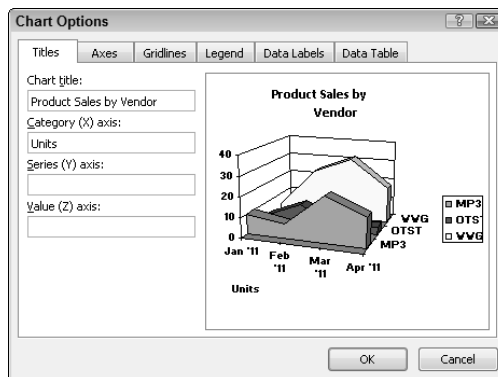 Chart Options
Titles Axes Gridlines Legend Data Labels Data Table
Chart title:
Product Sales by Vendor
Category (X) axis:
Units
Series (Y) axis:
Value (Z) axis:
Product Sales by
Vendor
40
30
20
10
0
Jan '11
Feb
'11
Mar
'11
Apr '11
WWG
OTST
MP3
Units
MP3
OTST
WWG
OK Cancel